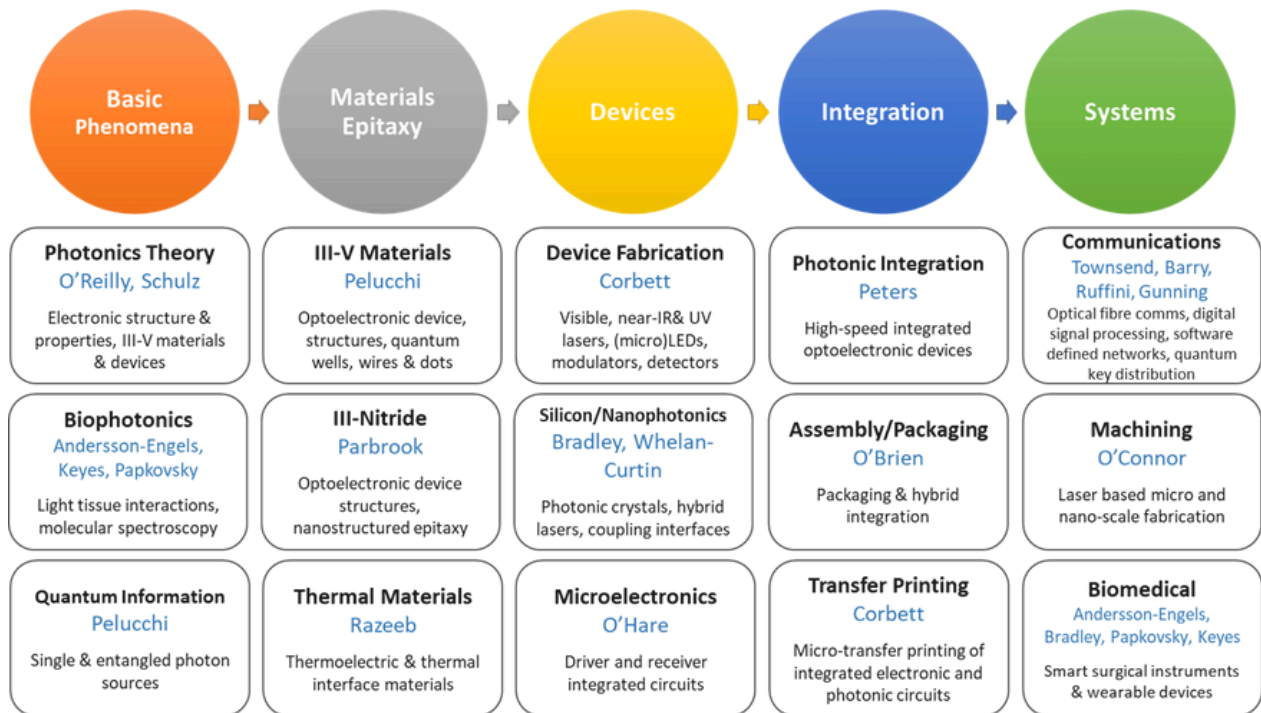 Basic
Phenomena
Materials
Epitaxy
Devices
Integration
Systems
Photonics Theory
O'Reilly, Schulz
Electronic structure &
properties, III-V materials
& devices
III-V Materials
Pelucchi
Optoelectronic device,
structures, quantum
wells, wires & dots
Device Fabrication
Corbett
Visible, near-IR& UV
lasers, (micro)LEDs,
modulators, detectors
Photonic Integration
Peters
High-speed integrated
optoelectronic devices
Communications
Townsend, Barry,
Ruffini, Gunning
Optical fibre comms, digital
signal processing, software
defined networks, quantum
key distribution
Biophotonics
Andersson-Engels,
Keyes, Papkovsky
Light tissue interactions,
molecular spectroscopy
III-Nitride
Parbrook
Optoelectronic device
structures,
nanostructured epitaxy
Silicon/Nanophotonics
Bradley, Whelan-
Curtin
Photonic crystals, hybrid
lasers, coupling interfaces
Assembly/Packaging
O'Brien
Packaging & hybrid
integration
Machining
O'Connor
Laser based micro and
nano-scale fabrication
Quantum Information
Pelucchi
Single & entangled photon
sources
Thermal Materials
Razeeb
Thermoelectric & thermal
interface materials
Microelectronics
O'Hare
Driver and receiver
integrated circuits
Transfer Printing
Corbett
Micro-transfer printing of
integrated electronic and
photonic circuits
Biomedical
Andersson-Engels,
Bradley, Papkovsky, Keyes
Smart surgical instruments
& wearable devices